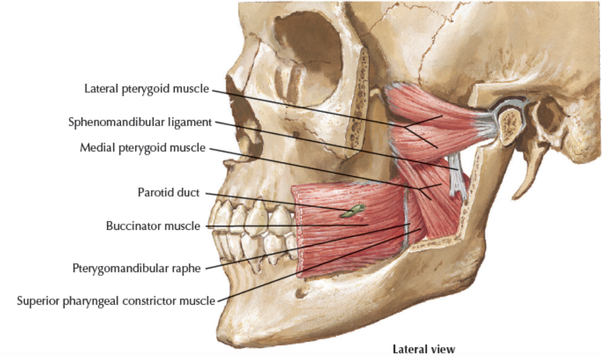 Lateral pterygoid muscle
Sphenomandibular ligament
Medial pterygoid muscle
Parotid duct
Buccinator muscle
Pterygomandibular raphe
Superior pharyngeal constrictor muscle
Lateral view